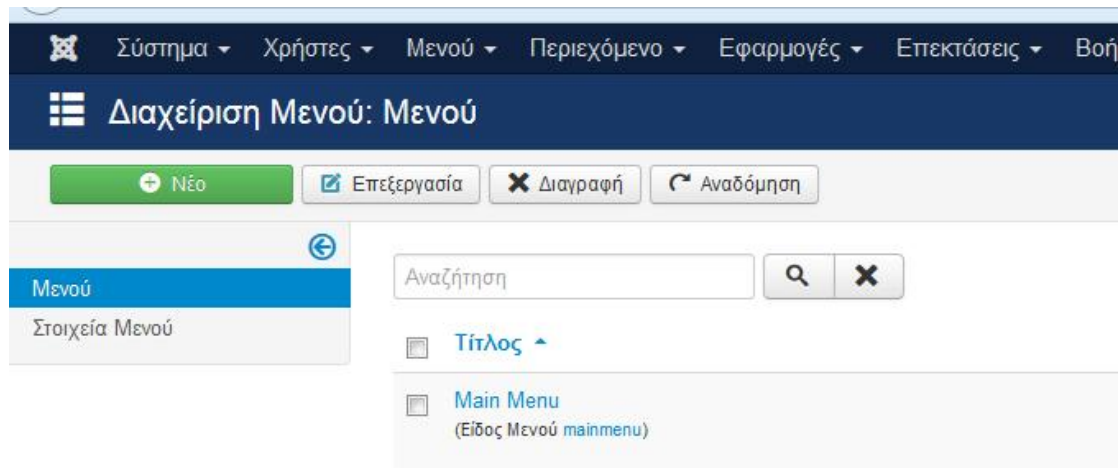 Σύστημα Χρήστες Μενού Περιεχόμενο Εφαρμογές Επεκτάσεις Βοή
Διαχείριση Μενού: Μενού
Νέο Επεξεργασία Διαγραφή Αναδόμηση
Μενού
Στοιχεία Μενού
Αναζήτηση
Τίτλος
Main Menu
(Είδος Μενού mainmenu)